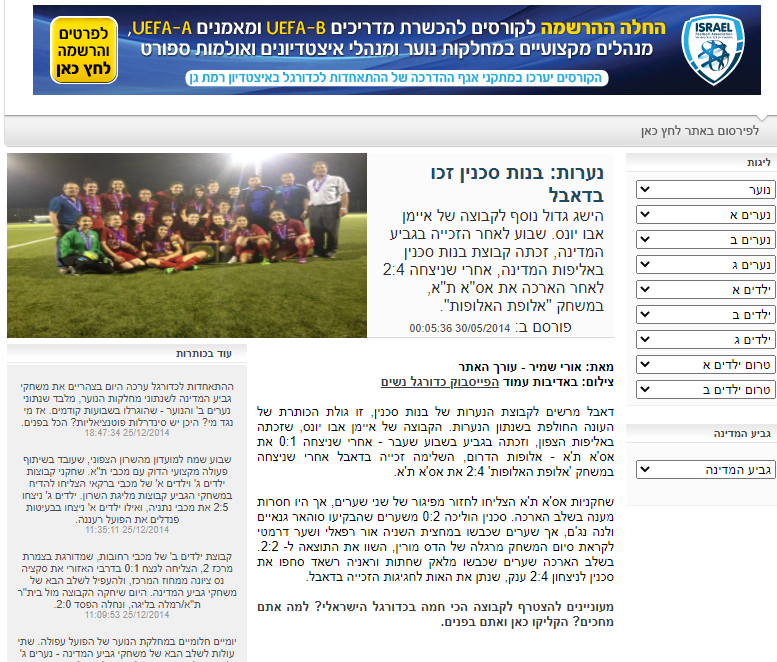 החלה ההרשמה לקורסים להכשרת מדריכים UEFA-B ומאמנים UEFA-A,
מנהלים מקצועיים במחלקות נוער ומנהלי איצטדיונים ואולמות ספורט
הקורסים יערכו במתקני אגף ההדרכה של ההתאחדות לכדורגל באיצטדיון רמת גן
לפרטים
והרשמה
לחץ כאן
ISRAEL
לפירסום באתר לחץ כאן
ליגות
נוער
נערים א
נערים ב
נערים ג
ילדים א
ילדים ב
ילדים ג
טרום ילדים א
טרום ילדים ב
גביע המדינה
גביע המדינה
נערות: בנות סכנין זכו
בדאבל
הישג גדול נוסף לקבוצה של איימן
אבו יונס. שבוע לאחר הזכייה בגביע
המדינה, זכתה קבוצת בנות סכנין
באליפות המדינה, אחרי שניצחה 2:4
לאחר הארכה את אס"א ת"א,
במשחק "אלופת האלופות".
פורסם ב: 30/05/2014 00:05:36
מאת: אורי שמיר - עורך האתר
צילום: באדיבות עמוד הפייסבוק כדורגל נשים
דאבל מרשים לקבוצת הנערות של בנות סכנין, זו גולת הכותרת של
העונה החולפת בשנתון הנערות. הקבוצה של איימן אבו יונס, שזכתה
באליפות הצפון, וזכתה בגביע בשבוע שעבר - אחרי שניצחה 0:1 את
אס'א ת'א - אלופות הדרום, השלימה זכייה בדאבל אחרי שניצחה
במשחק 'אלופת האלופות' 2:4 את אס'א ת'א.
שחקניות אס'א ת'א הצליחו לחזור מפיגור של שני שערים, אך היו חסרות
מענה בשלב הארכה. סכנין הוליכה 0:2 משערים שהבקיעו סוהאר גנאיים
ולנה נג'ם, אך שערים שכבשו במחצית השניה אור רפאלי ושער דרמטי
לקראת סיום המשחק מרגלה של הדס מורין, השוו את התוצאה ל- 2:2.
בשלב הארכה שערים שכבשו מלאק שחתות וראניה רשאד סחפו את
סכנין לניצחון 2:4 ענק, שנתן את האות לחגיגות הזכייה בדאבל.
מעוניינים להצטרף לקבוצה הכי חמה בכדורגל הישראלי? למה אתם
מחכים? הקליקו כאן ואתם בפנים.
עוד בכותרות
ההתאחדות לכדורגל ערכה היום בצהריים את משחקי
גביע המדינה לשנתוני מחלקות הנוער, מלבד שנתוני
נערים ב' והנוער - שהוגרלו בשבועות קודמים. אז מי
נגד מי? היכן יש סינדרלות פוטנציאליות? הכל בפנים.
25/12/2014 18:47:34
שבוע שמח למועדון מהשרון הצפוני, שעובד בשיתוף
פעולה מקצועי הדוק עם מכבי ת"א. שחקני קבוצות
ילדים ג' וילדים א' של מכבי ברקאי הצליחו להדיח
במשחקי הגביע קבוצות מליגת השרון. ילדים ג' ניצחו
2:5 את מכבי נתניה, ואילו ילדים א' ניצחו בבעיטות
פנדלים את הפועל רעננה.
25/12/2014 11:35:11
קבוצת ילדים ב' של מכבי רחובות, שמדורגת בצמרת
מרכז 2, הצליחה לנצח 0:1 בדרבי האזורי את סקציה
נס ציונה ממחוז המרכז, ולהעפיל לשלב הבא של
משחקי גביע המדינה. היום שיחקה הקבוצה מול בית"ר
ת"א/רמלה בליגה, ונחלה הפסד 2:0.
25/12/2014 11:09:53
יומיים חלומיים במחלקת הנוער של הפועל עפולה. שתי
עולות לשלב הבא של משחקי גביע המדינה - נערים ג'